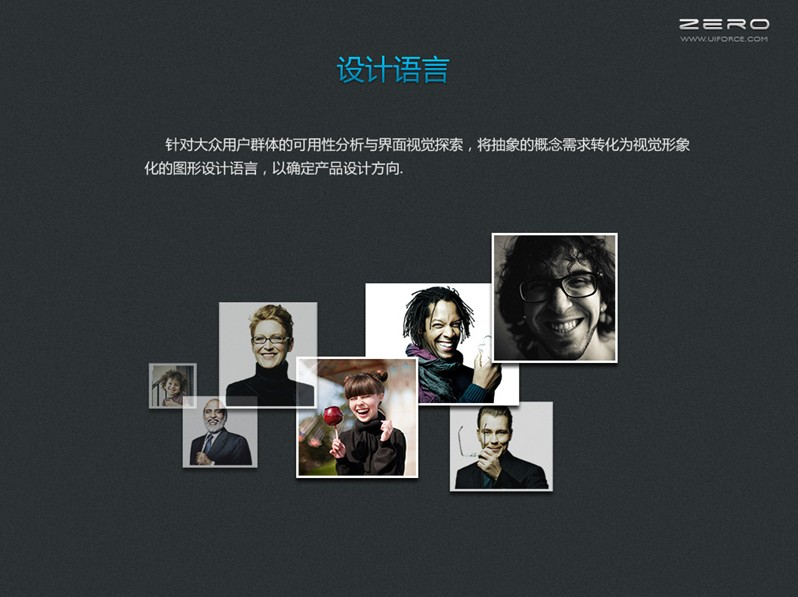 ZERO
WWW.UIFORCE.COM
设计语言
针对大众用户群体的可用性分析与界面视觉探索，将抽象的概念需求转化为视觉形象
化的图形设计语言，以确定产品设计方向.